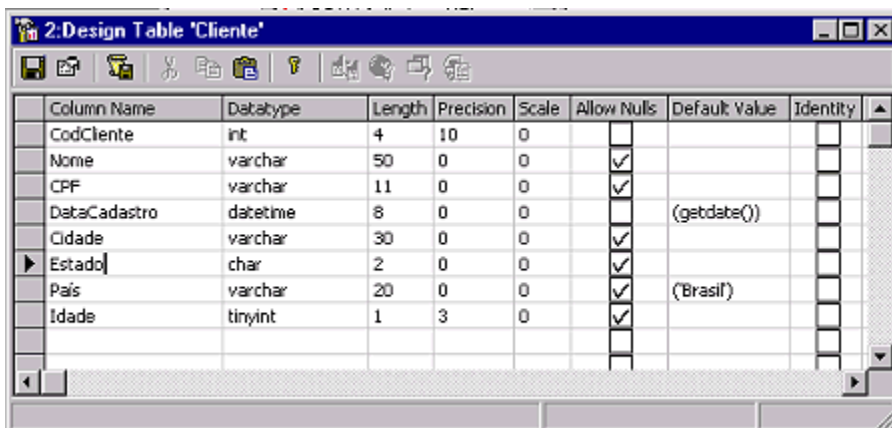 2:Design Table 'Cliente'
Column Name Datatype Length Precision Scale Allow Nulls Default Value Identity
CodCliente int 4 10 0
Nome varchar 50 0 0
CPF varchar 11 0 0
DataCadastro datetime 8 0 0 (getdate())
Cidade varchar 30 0 0
Estado char 2 0 0
País varchar 20 0 0 ('Brasil')
Idade tinyint 1 3 0